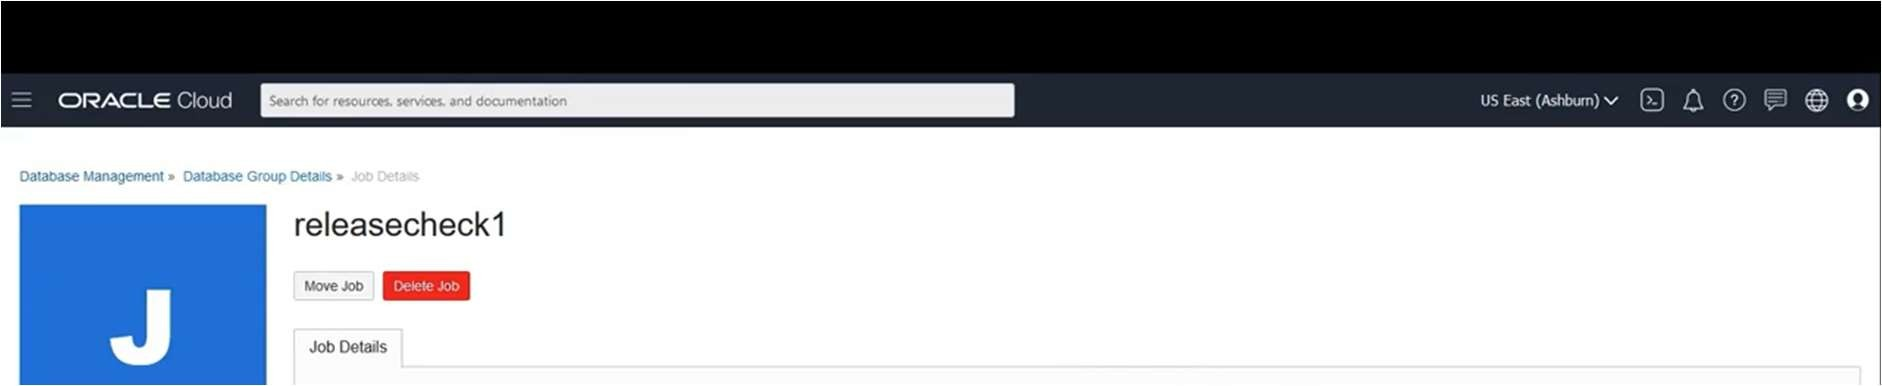 ORACLE Cloud Search for resources, services, and documentation US East (Ashburn)
Database Management » Database Group Details » Job Details
releasecheck1
Move Job Delete Job
J
Job Details